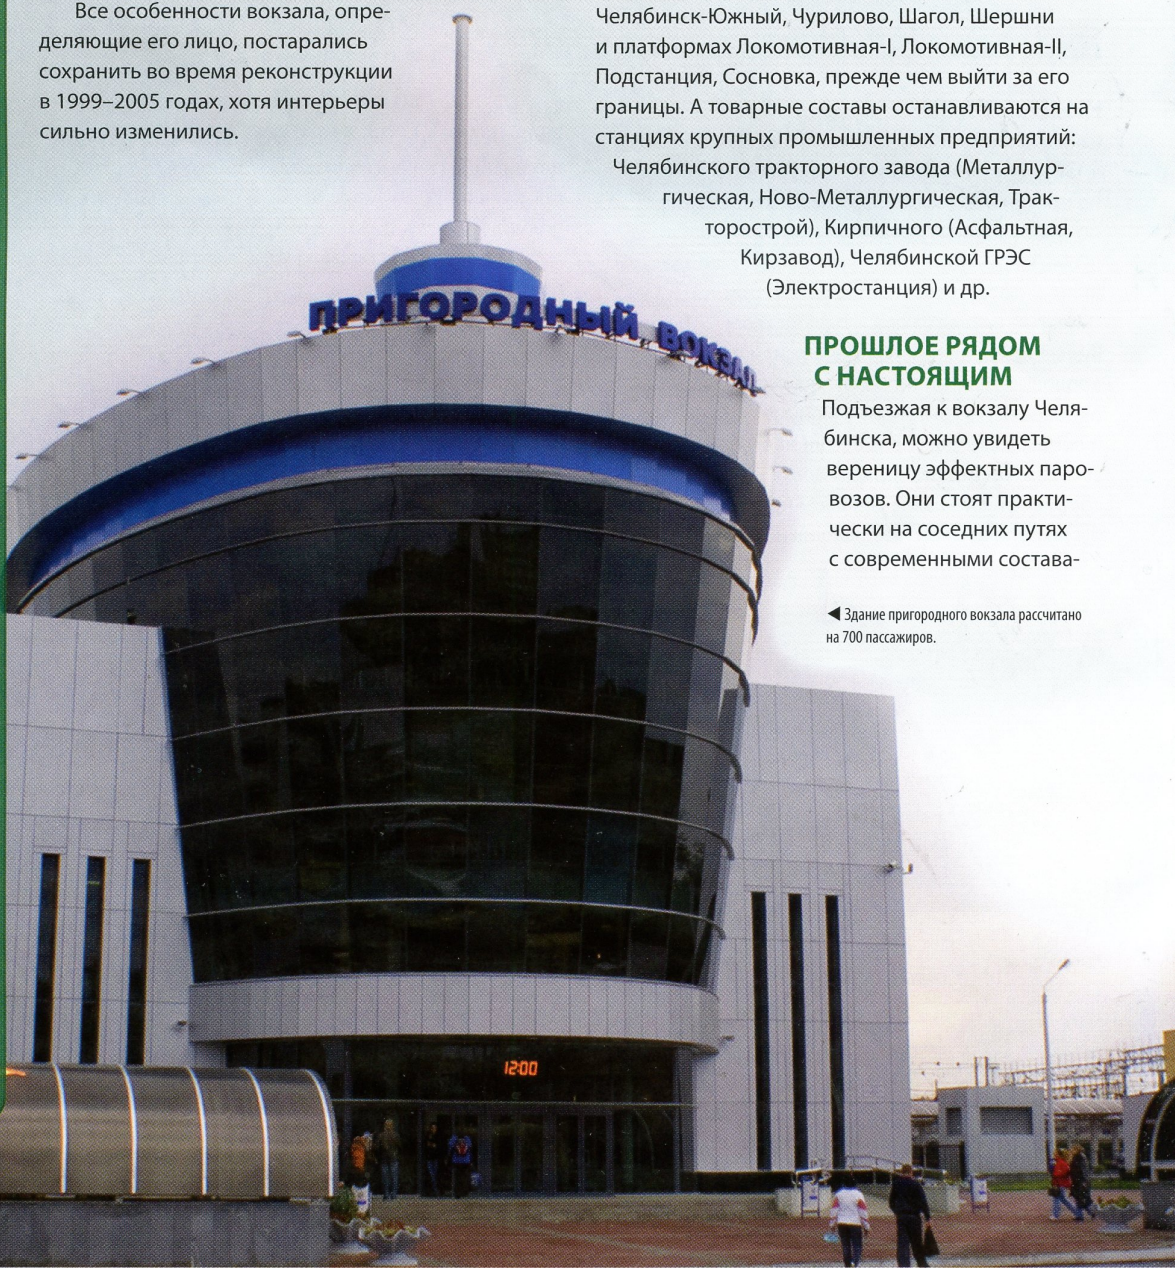 Все особенности вокзала, опре-
деляющие его лицо, постарались
сохранить во время реконструкции
в 1999–2005 годах, хотя интерьеры
сильно изменились.
Челябинск-Южный, Чурилово, Шагол, Шершни
и платформах Локомотивная-I, Локомотивная-II,
Подстанция, Сосновка, прежде чем выйти за его
границы. А товарные составы останавливаются на
станциях крупных промышленных предприятий:
Челябинского тракторного завода (Металлур-
гическая, Ново-Металлургическая, Трак-
торострой), Кирпичного (Асфальтная,
Кирзавод), Челябинской ГРЭС
(Электростанция) и др.
ПРОШЛОЕ РЯДОМ
С НАСТОЯЩИМ
Подъезжая к вокзалу Челя-
бинска, можно увидеть
вереницу эффектных паро-
возов. Они стоят практи-
чески на соседних путях
с современными состава-
◀ Здание пригородного вокзала рассчитано
на 700 пассажиров.
ПРИГОРОДНЫЙ ВОКЗАЛ
12:00